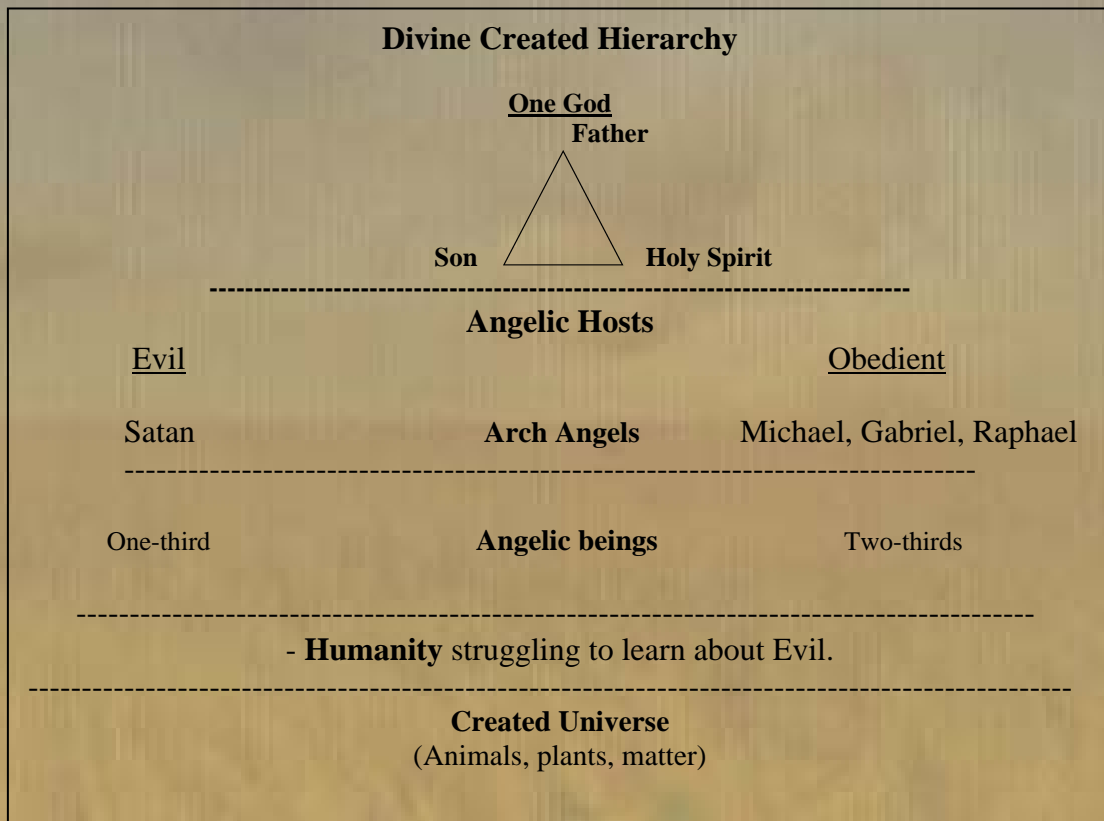 Divine Created Hierarchy
One God
Father
Son Holy Spirit
-----------------------------------------------------------------------------
Angelic Hosts
Evil Obedient
Satan Arch Angels Michael, Gabriel, Raphael
-----------------------------------------------------------------------------------
One-third Angelic beings Two-thirds
---------------------------------------------------------------------------------------------
- Humanity struggling to learn about Evil.
-----------------------------------------------------------------------------------------------------
Created Universe
(Animals, plants, matter)